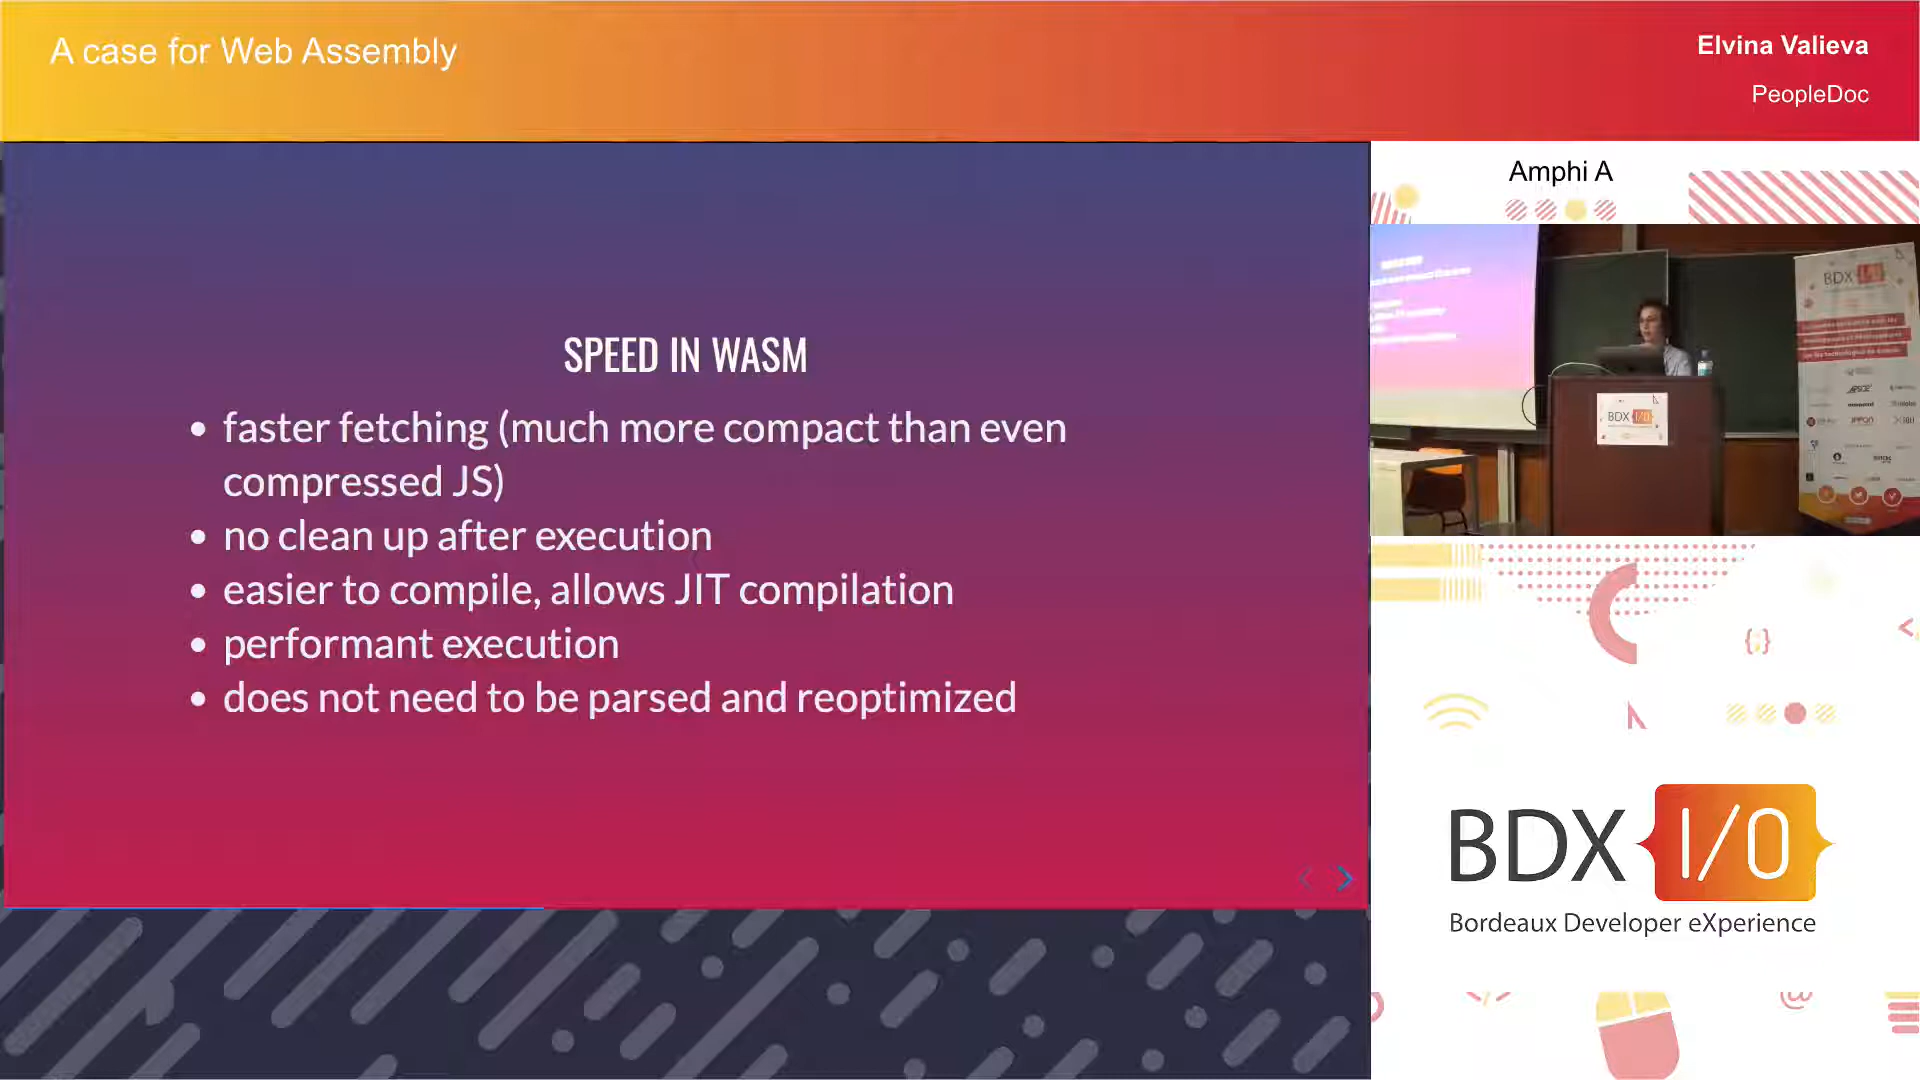 A case for Web Assembly
Elvina Valieva
PeopleDoc
SPEED IN WASM
faster fetching (much more compact than even
compressed JS)
no clean up after execution
easier to compile, allows JIT compilation
performant execution
does not need to be parsed and reoptimized
Amphi A
BDX I/O
BDX I/O
BDX I/O
Bordeaux Developer eXperience